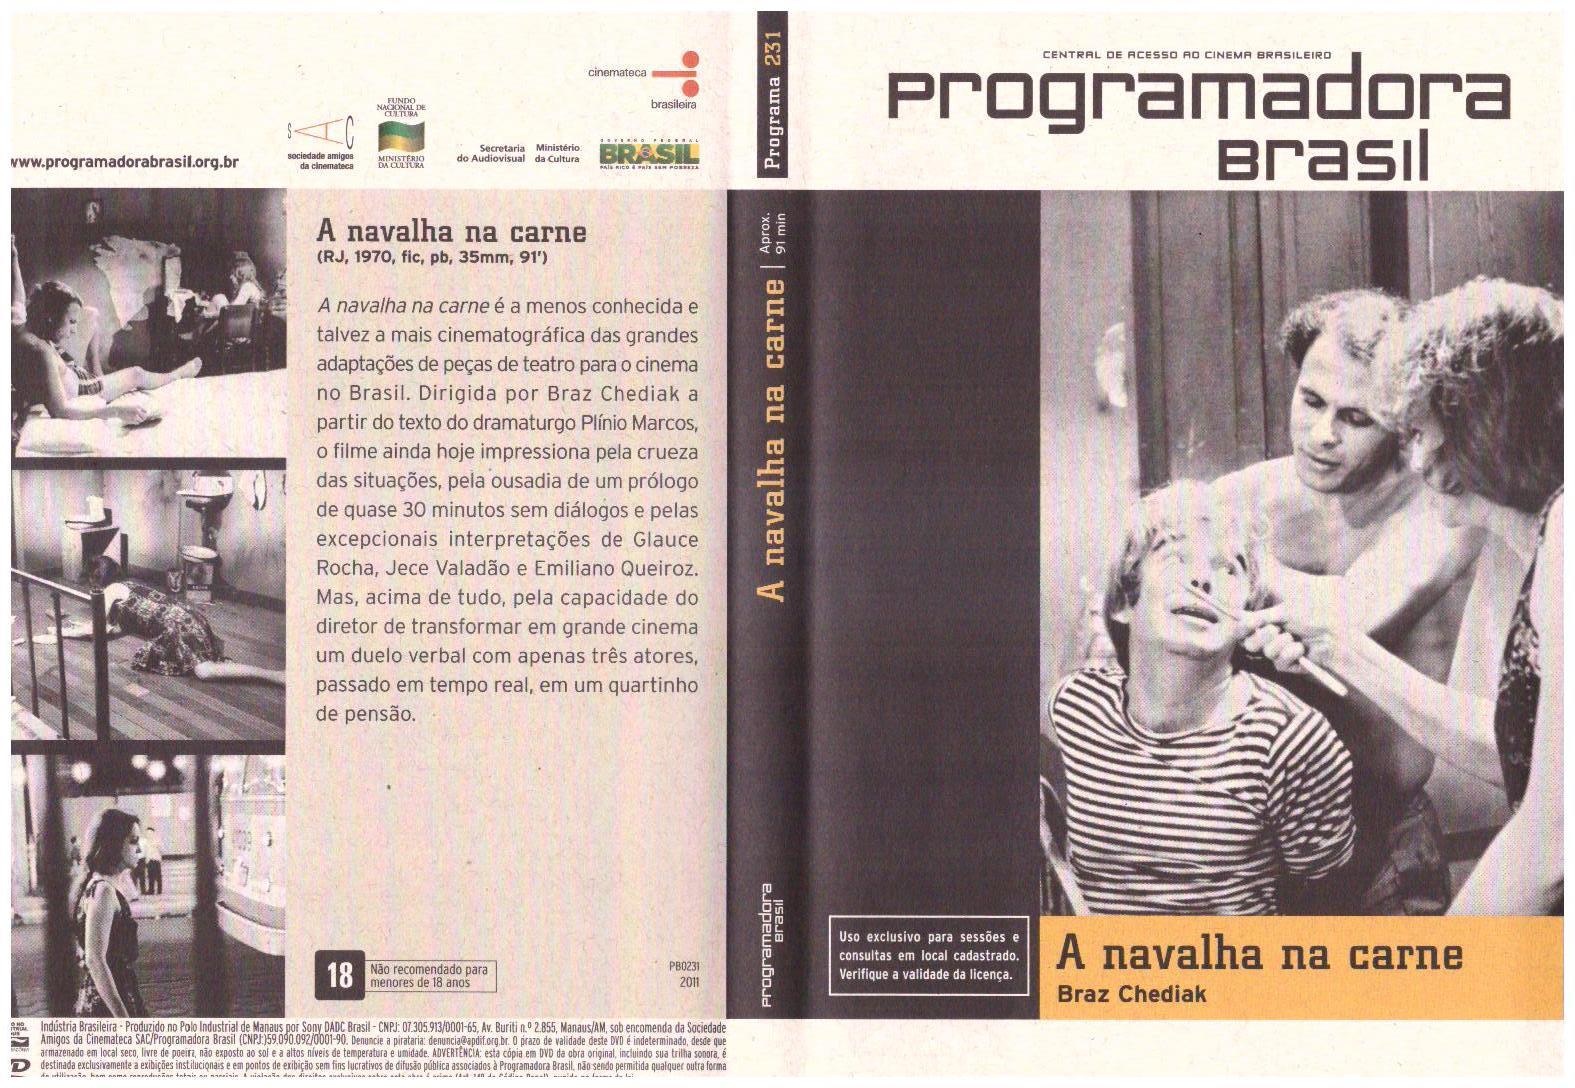 cinemateca
brasileira
FUNDO
NACIONAL DE
CULTURA
MINISTÉRIO
DA CULTURA
SAC
sociedade amigos
da cinemateca
Secretaria
do Audiovisual
Ministério
da Cultura
GOVERNO FEDERAL
BRASIL
PAÍS RICO É PAÍS SEM POBREZA
www.programadorabrasil.org.br
A navalha na carne
(RJ, 1970, fic, pb, 35mm, 91')
A navalha na carne é a menos conhecida e
talvez a mais cinematográfica das grandes
adaptações de peças de teatro para o cinema
no Brasil. Dirigida por Braz Chediak a
partir do texto do dramaturgo Plínio Marcos,
o filme ainda hoje impressiona pela crueza
das situações, pela ousadia de um prólogo
de quase 30 minutos sem diálogos e pelas
excepcionais interpretações de Glauce
Rocha, Jece Valadão e Emiliano Queiroz.
Mas, acima de tudo, pela capacidade do
diretor de transformar em grande cinema
um duelo verbal com apenas três atores,
passado em tempo real, em um quartinho
de pensão.
18
Não recomendado para
menores de 18 anos
PB0231
2011
Indústria Brasileira - Produzido no Polo Industrial de Manaus por Sony DADC Brasil - CNPJ: 07.305.913/0001-65, Av. Buriti n.º 2.855, Manaus/AM, sob encomenda da Sociedade
Amigos da Cinemateca SAC/Programadora Brasil (CNPJ:)59.090.092/0001-90. Denuncie a pirataria: denuncia@apdif.org.br. O prazo de validade deste DVD é indeterminado, desde que
armazenado em local seco, livre de poeira, não exposto ao sol e a altos níveis de temperatura e umidade. ADVERTÊNCIA: esta cópia em DVD da obra original, incluindo sua trilha sonora, é
destinada exclusivamente a exibições institucionais e em pontos de exibição sem fins lucrativos de difusão pública associados à Programadora Brasil, não sendo permitida qualquer outra forma
Programa 231
A navalha na carne
Aprox.
91 min
programadora
Brasil
CENTRAL DE ACESSO AO CINEMA BRASILEIRO
programadora
Brasil
Uso exclusivo para sessões e
consultas em local cadastrado.
Verifique a validade da licença.
A navalha na carne
Braz Chediak